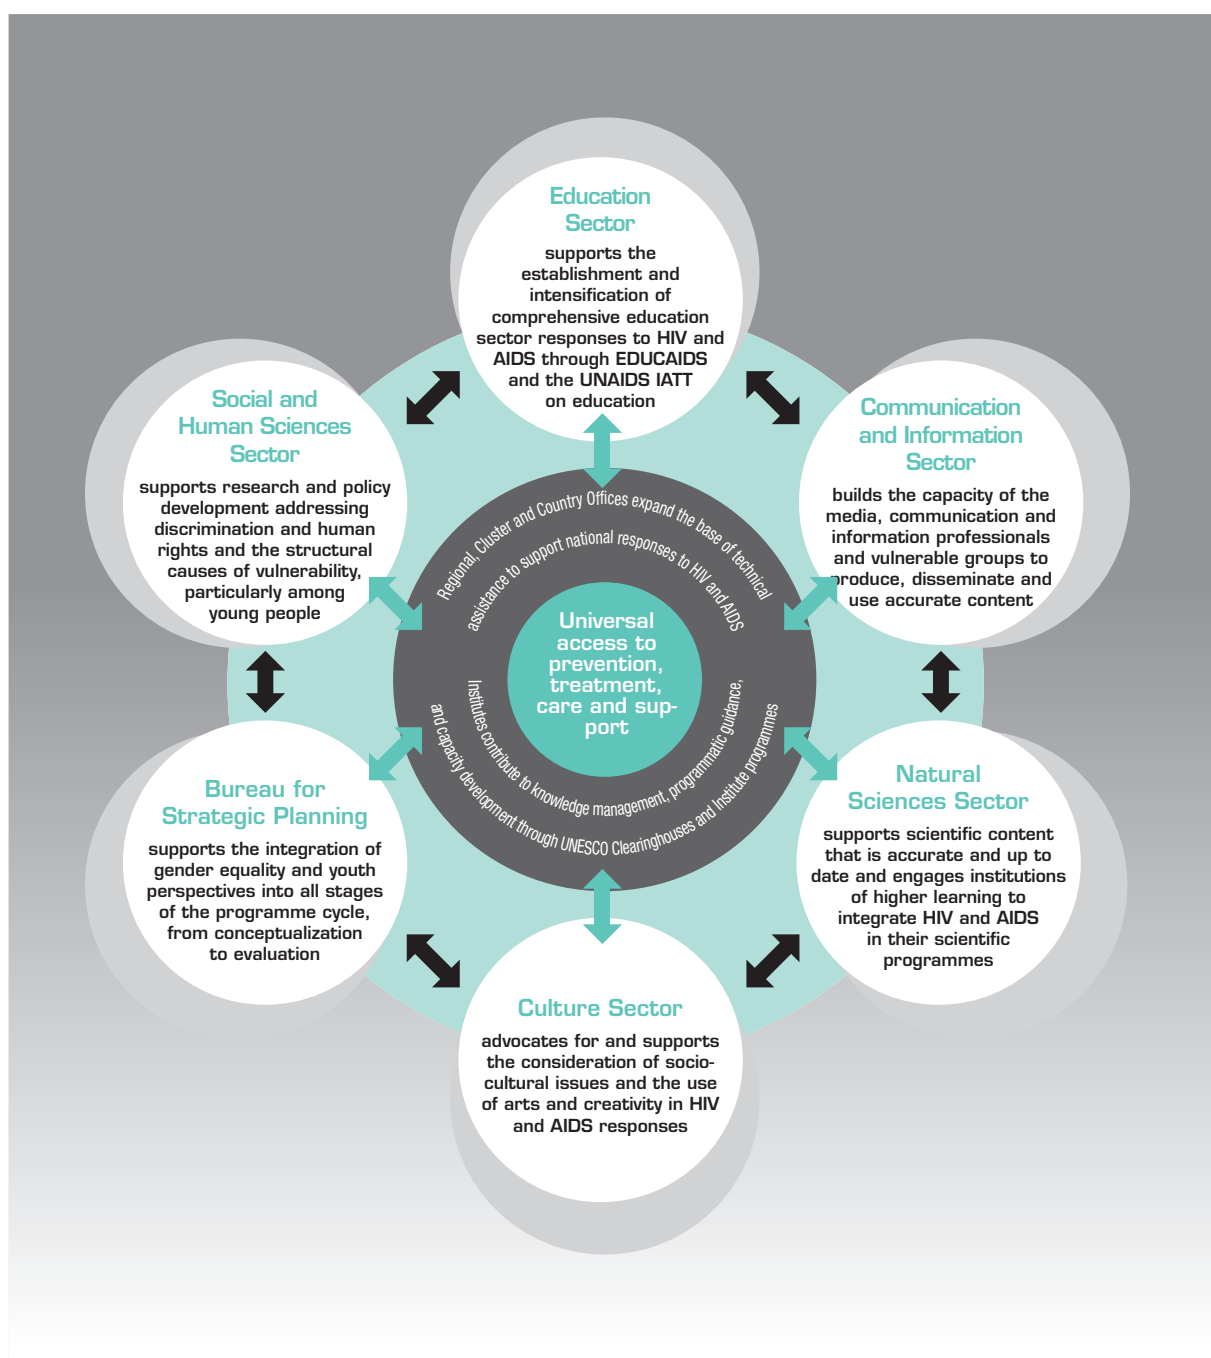 Education
Sector
supports the
establishment and
intensification of
comprehensive education
sector responses to HIV and
AIDS through EDUCAIDS
and the UNAIDS IATT
on education
Social and
Human Sciences
Sector
supports research and policy
development addressing
discrimination and human
rights and the structural
causes of vulnerability,
particularly among
young people
Communication
and Information
Sector
builds the capacity of the
media, communication and
information professionals
and vulnerable groups to
produce, disseminate and
use accurate content
Regional, Cluster and Country Offices expand the base of technical
assistance to support national responses to HIV and AIDS
Universal
access to
prevention,
treatment,
care and sup-
port
Institutes contribute to knowledge management, programmatic guidance,
and capacity development through UNESCO Clearinghouses and Institute programmes
Bureau for
Strategic Planning
supports the integration of
gender equality and youth
perspectives into all stages
of the programme cycle,
from conceptualization
to evaluation
Natural
Sciences Sector
supports scientific content
that is accurate and up to
date and engages institutions
of higher learning to
integrate HIV and AIDS
in their scientific
programmes
Culture Sector
advocates for and supports
the consideration of socio-
cultural issues and the use
of arts and creativity in HIV
and AIDS responses